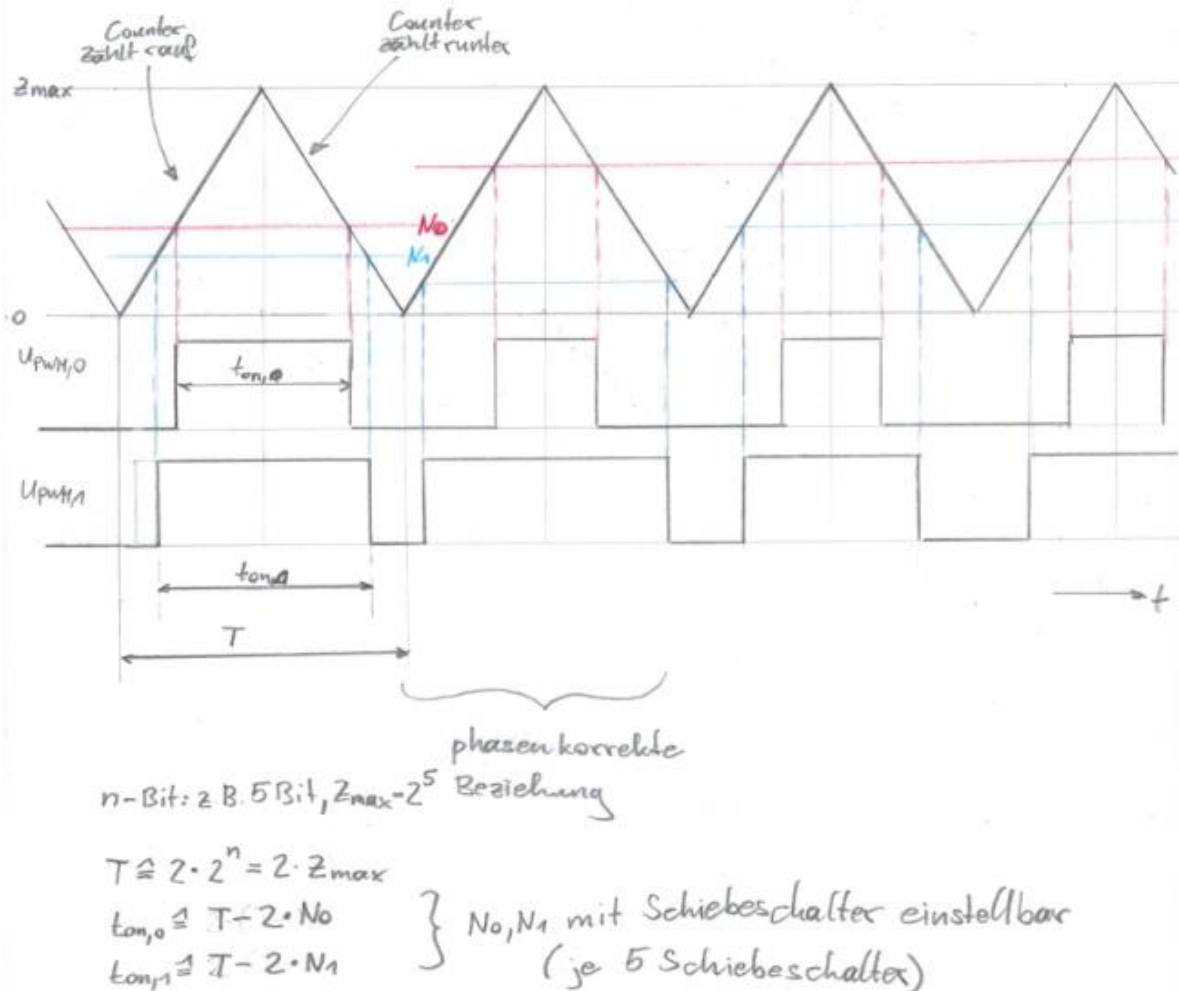 Counter
zählt rauf
Counter
zählt runter
Zmax
N0
N1
0
UPWM,0
ton,0
UPWM,1
ton,1
t
T
phasenkorrekte
Beziehung
n-Bit: z B. 5 Bit, Zmax=2^5
T ≙ 2·2^n = 2·Zmax
ton,0 ≙ T-2·N0
ton,1 ≙ T-2·N1
} N0,N1 mit Schiebeschalter einstellbar
(je 5 Schiebeschalter)